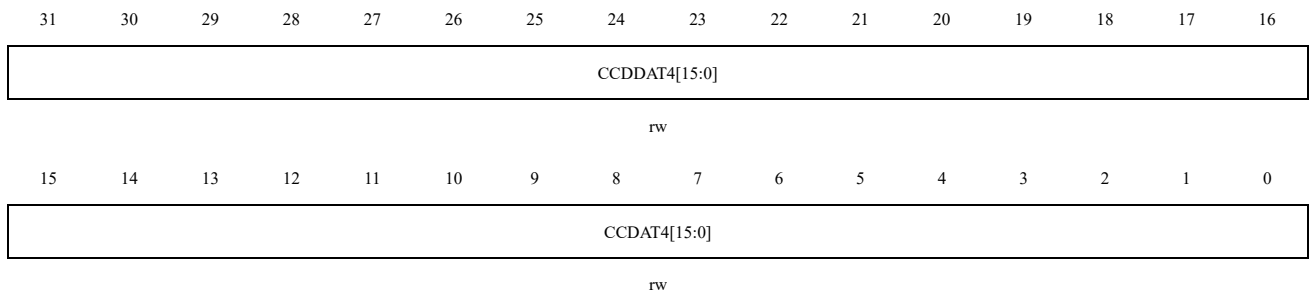 31 30 29 28 27 26 25 24 23 22 21 20 19 18 17 16
CCDDAT4[15:0]
rw
15 14 13 12 11 10 9 8 7 6 5 4 3 2 1 0
CCDAT4[15:0]
rw